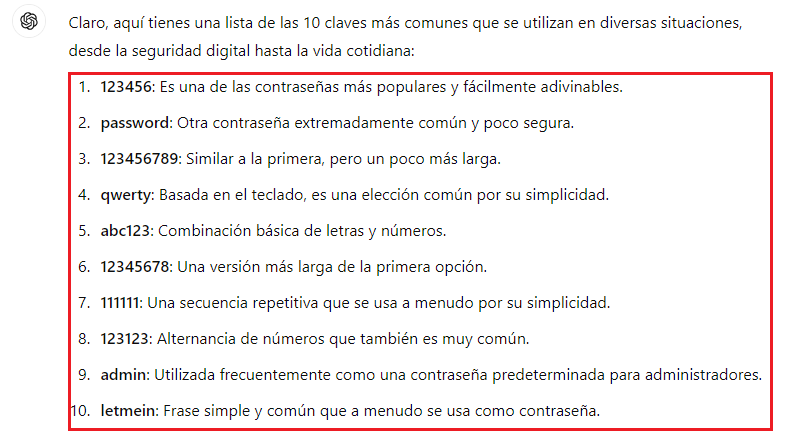 Claro, aquí tienes una lista de las 10 claves más comunes que se utilizan en diversas situaciones,
desde la seguridad digital hasta la vida cotidiana:
1. 123456: Es una de las contraseñas más populares y fácilmente adivinables.
2. password: Otra contraseña extremadamente común y poco segura.
3. 123456789: Similar a la primera, pero un poco más larga.
4. qwerty: Basada en el teclado, es una elección común por su simplicidad.
5. abc123: Combinación básica de letras y números.
6. 12345678: Una versión más larga de la primera opción.
7. 111111: Una secuencia repetitiva que se usa a menudo por su simplicidad.
8. 123123: Alternancia de números que también es muy común.
9. admin: Utilizada frecuentemente como una contraseña predeterminada para administradores.
10. letmein: Frase simple y común que a menudo se usa como contraseña.